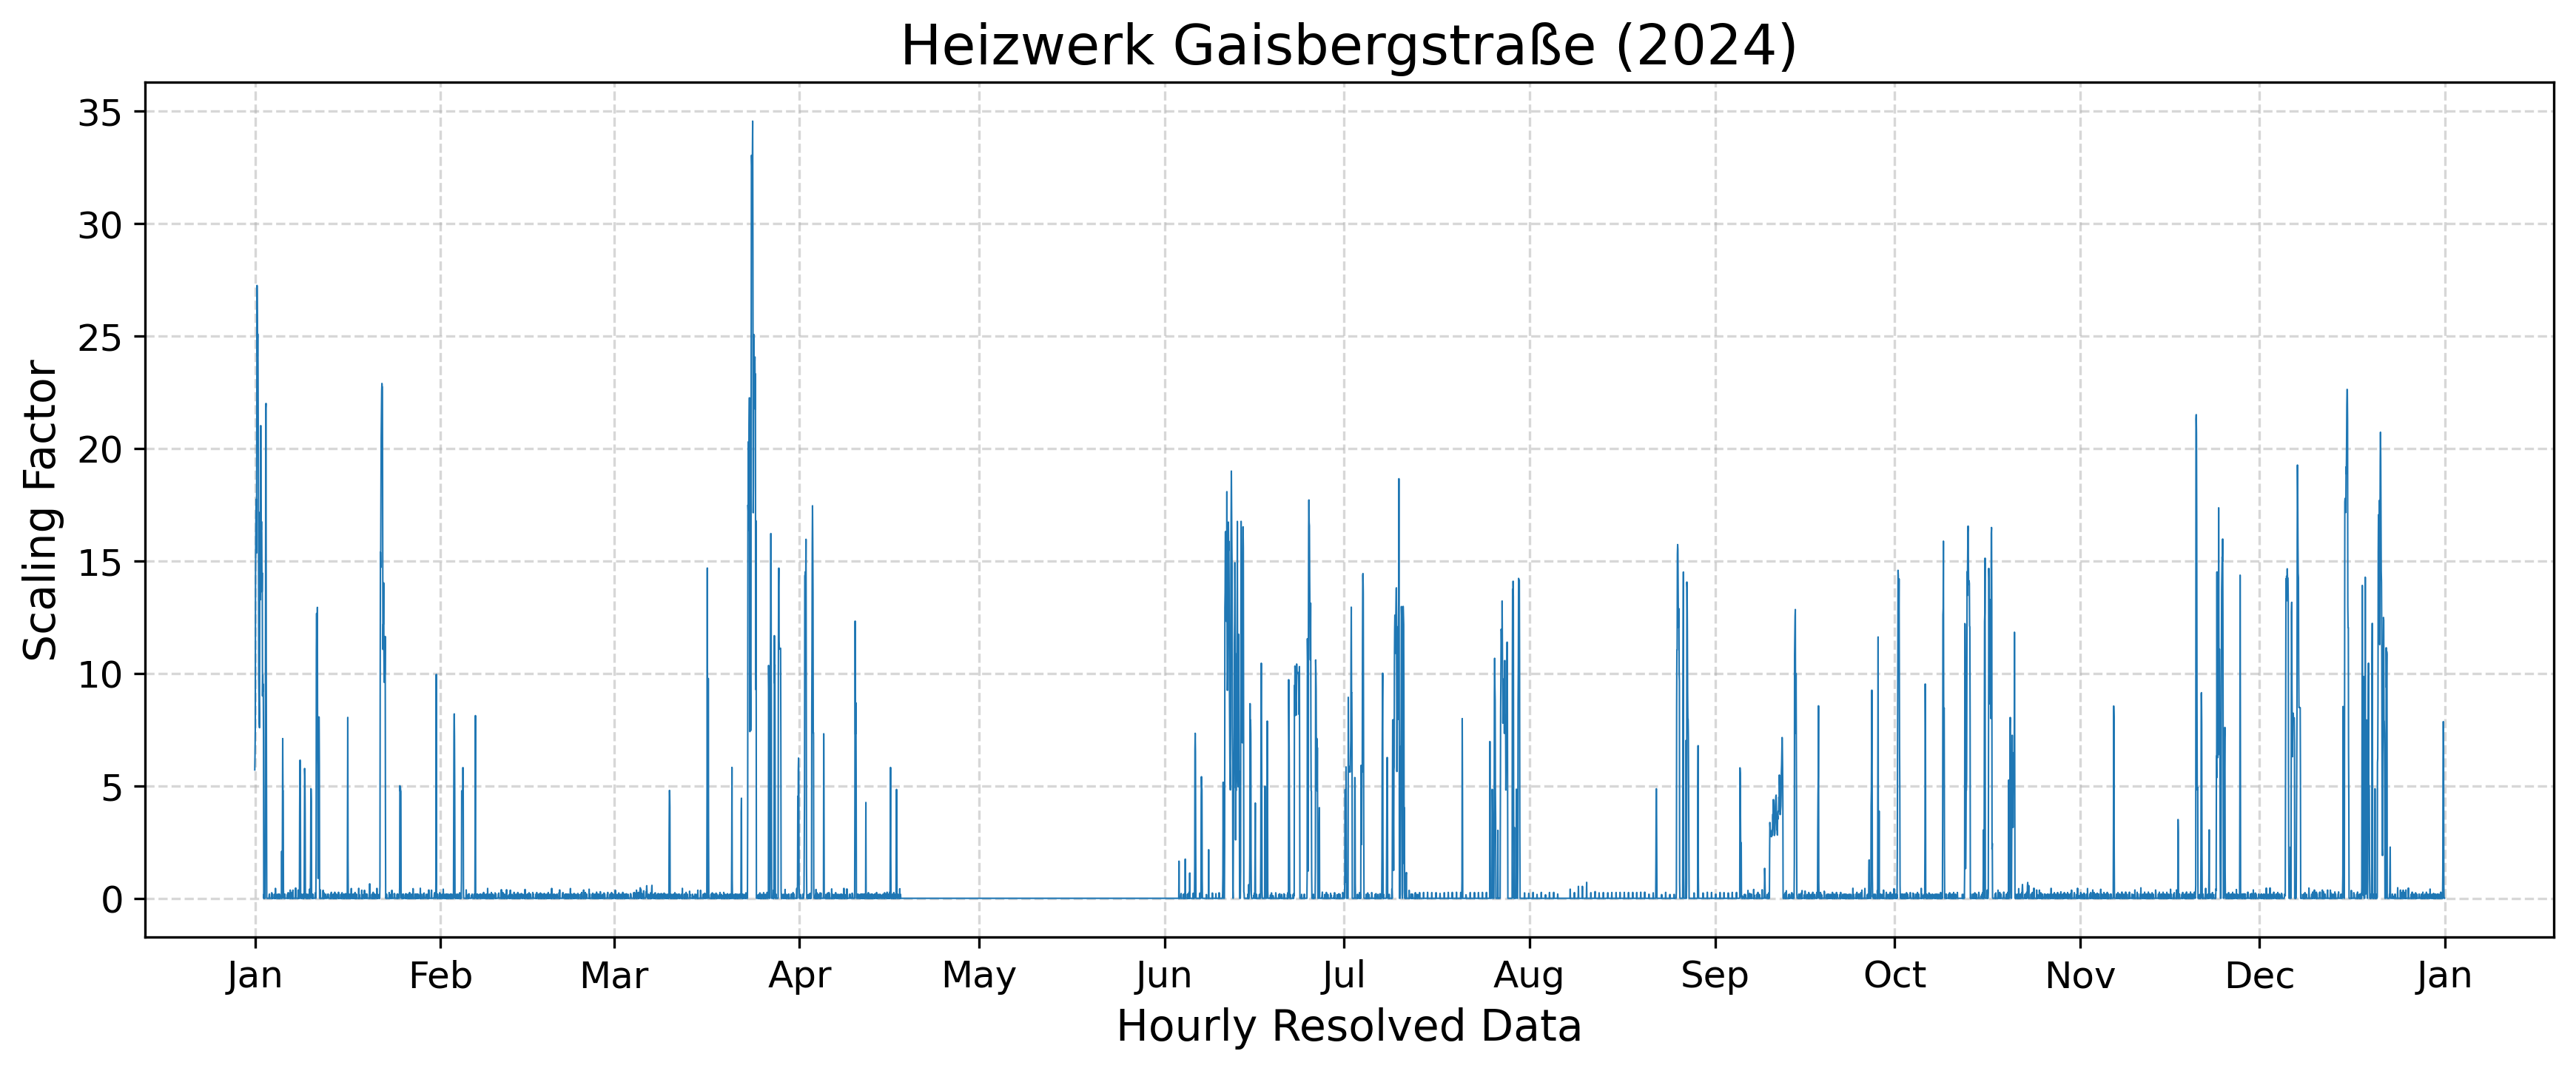 Heizwerk Gaisbergstraße (2024)
Scaling Factor
35
30
25
20
15
10
5
0
Jan Feb Mar Apr May Jun Jul Aug Sep Oct Nov Dec Jan
Hourly Resolved Data